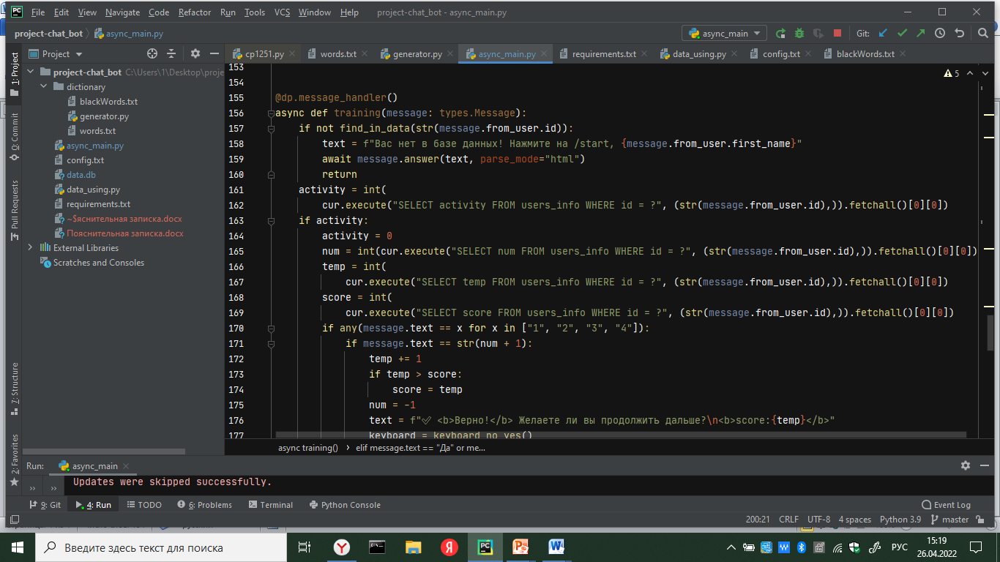 File Edit View Navigate Code Refactor Run Tools VCS Window Help project-chat_bot - async_main.py
project-chat_bot async_main.py async_main Git:
1: Project
0: Commit
Pull Requests
7: Structure
2: Favorites
Project
project-chat_bot C:\Users\1\Desktop\proje
dictionary
blackWords.txt
generator.py
words.txt
async_main.py
config.txt
data.db
data_using.py
requirements.txt
~$яснительная записка.docx
Пояснительная записка.docx
External Libraries
Scratches and Consoles
cp1251.py words.txt generator.py async_main.py requirements.txt data_using.py config.txt blackWords.txt
5
153
154
155 @dp.message_handler()
156 async def training(message: types.Message):
157 if not find_in_data(str(message.from_user.id)):
158 text = f"Вас нет в базе данных! Нажмите на /start, {message.from_user.first_name}"
159 await message.answer(text, parse_mode="html")
160 return
161 activity = int(
162 cur.execute("SELECT activity FROM users_info WHERE id = ?", (str(message.from_user.id),)).fetchall()[0][0])
163 if activity:
164 activity = 0
165 num = int(cur.execute("SELECT num FROM users_info WHERE id = ?", (str(message.from_user.id),)).fetchall()[0][0])
166 temp = int(
167 cur.execute("SELECT temp FROM users_info WHERE id = ?", (str(message.from_user.id),)).fetchall()[0][0])
168 score = int(
169 cur.execute("SELECT score FROM users_info WHERE id = ?", (str(message.from_user.id),)).fetchall()[0][0])
170 if any(message.text == x for x in ["1", "2", "3", "4"]):
171 if message.text == str(num + 1):
172 temp += 1
173 if temp > score:
174 score = temp
175 num = -1
176 text = f"✅ <b>Верно!</b> Желаете ли вы продолжить дальше?\n<b>score:{temp}</b>"
177 keyboard = keyboard_no_yes()
async training() elif message.text == "Да" or me...
Run: async_main
Updates were skipped successfully.
9: Git 4: Run TODO 6: Problems Terminal Python Console Event Log
200:21 CRLF UTF-8 4 spaces Python 3.9 master
Введите здесь текст для поиска
РУС
15:19
26.04.2022